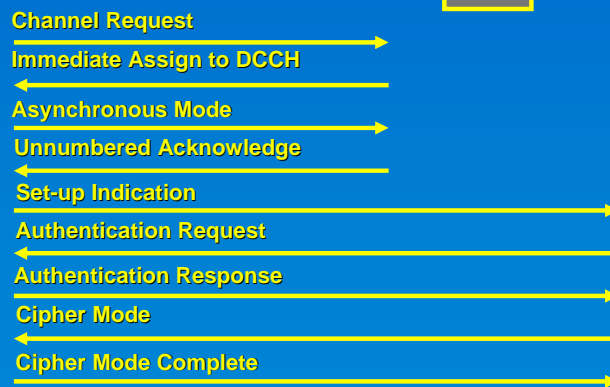 Channel Request
Immediate Assign to DCCH
Asynchronous Mode
Unnumbered Acknowledge
Set-up Indication
Authentication Request
Authentication Response
Cipher Mode
Cipher Mode Complete